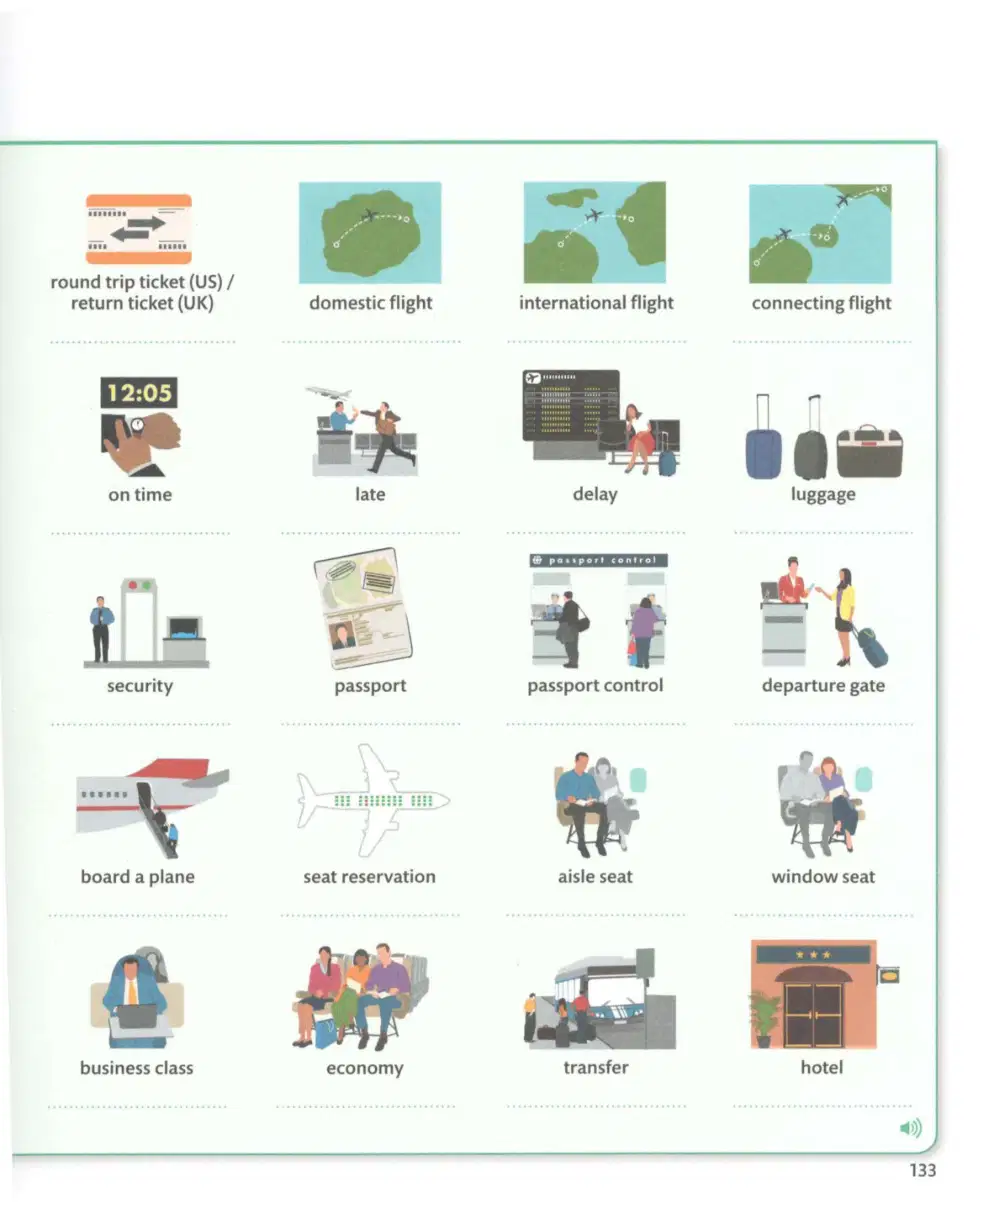 round trip ticket (US) /
return ticket (UK)
domestic flight
international flight
connecting flight
12:05
on time
late
delay
luggage
security
passport
passport control
passport control
departure gate
board a plane
seat reservation
aisle seat
window seat
business class
economy
transfer
hotel
133